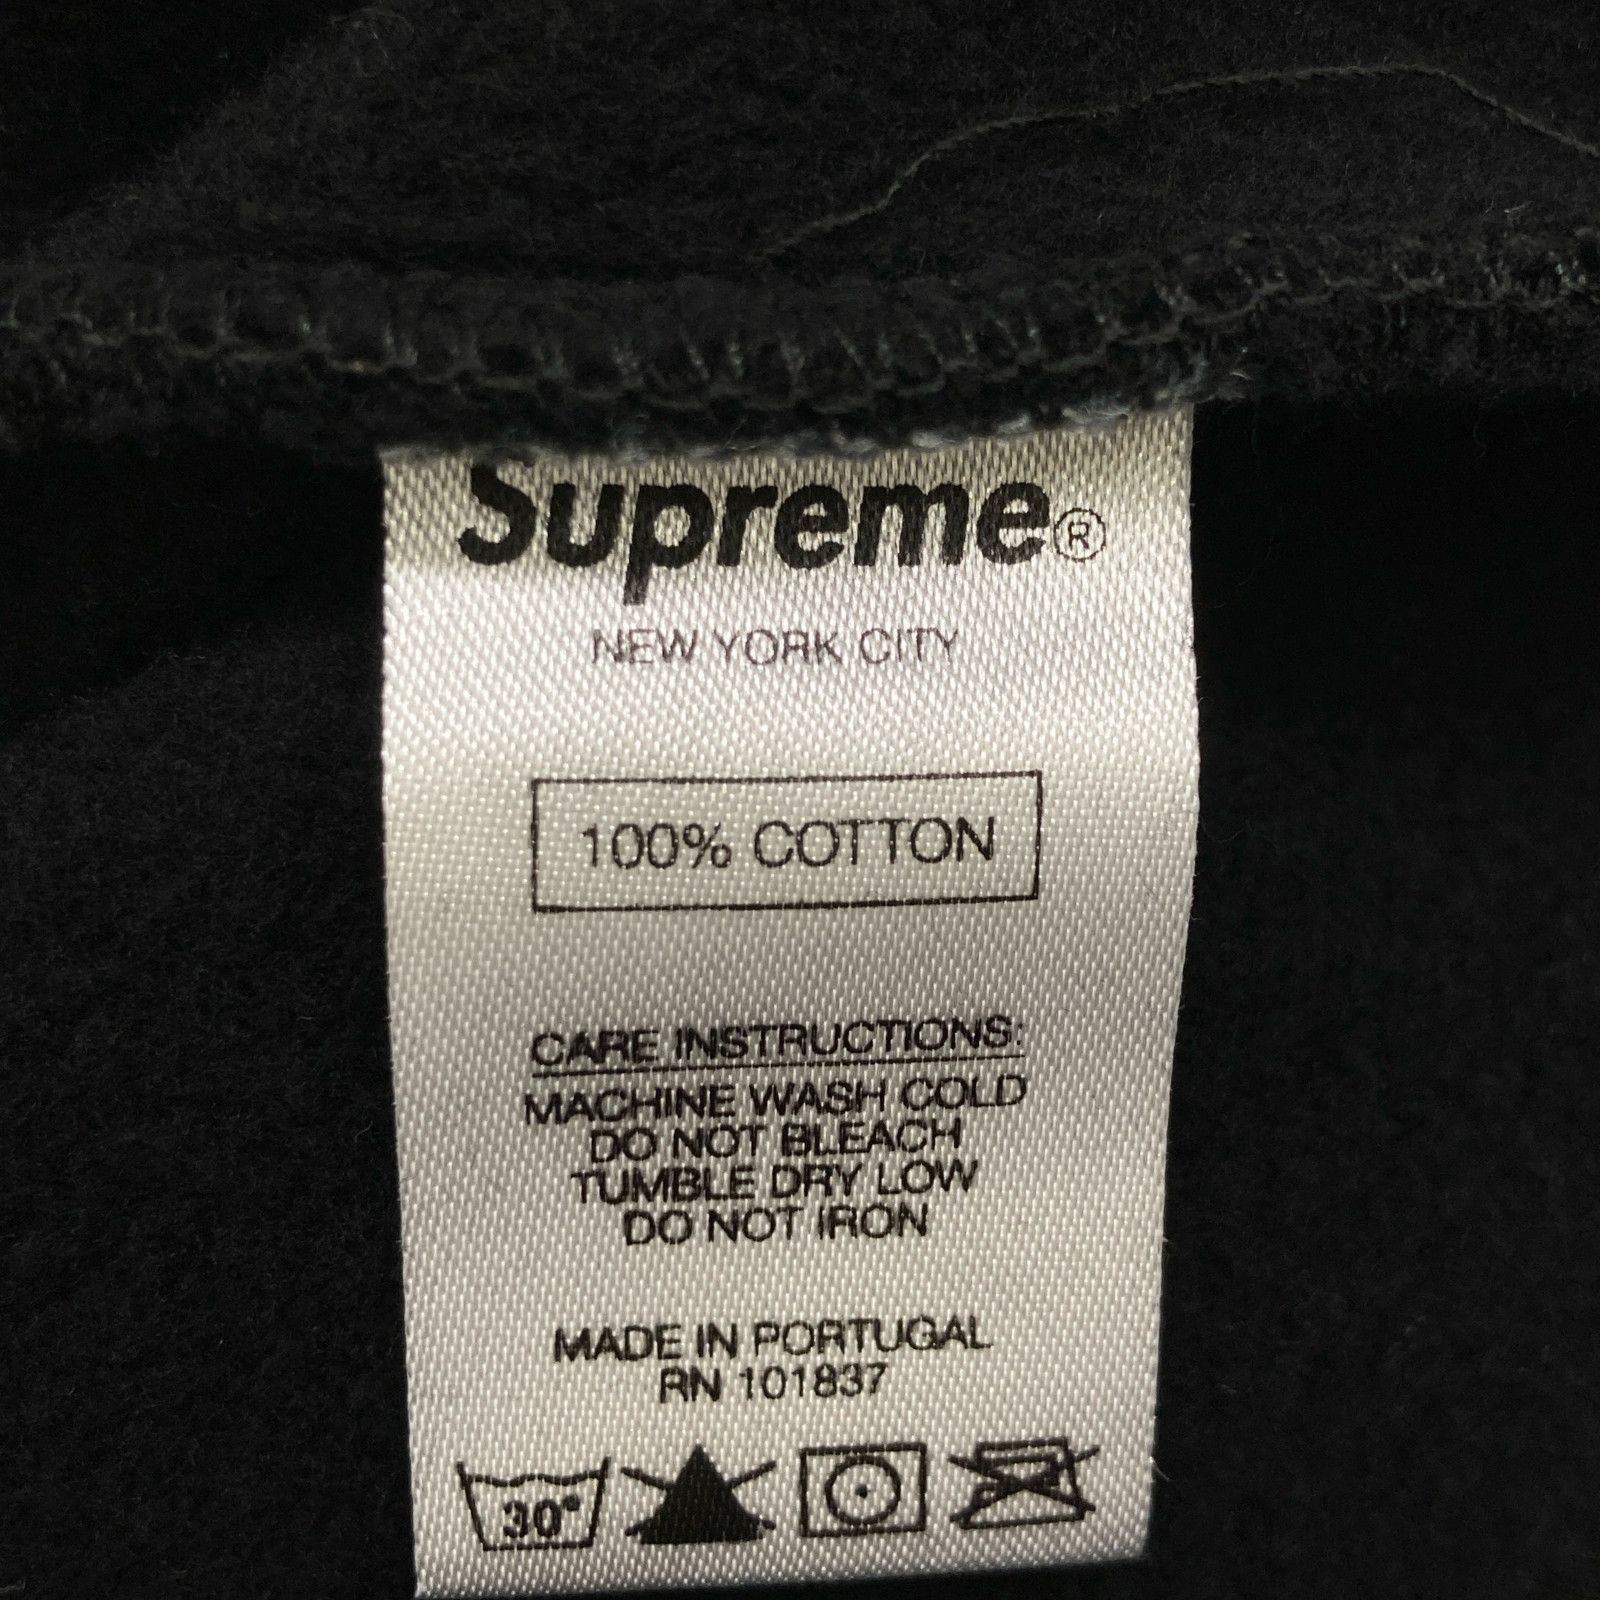 Supreme®
NEW YORK CITY
100% COTTON
CARE INSTRUCTIONS:
MACHINE WASH COLD
DO NOT BLEACH
TUMBLE DRY LOW
DO NOT IRON
MADE IN PORTUGAL
RN 101837
30°